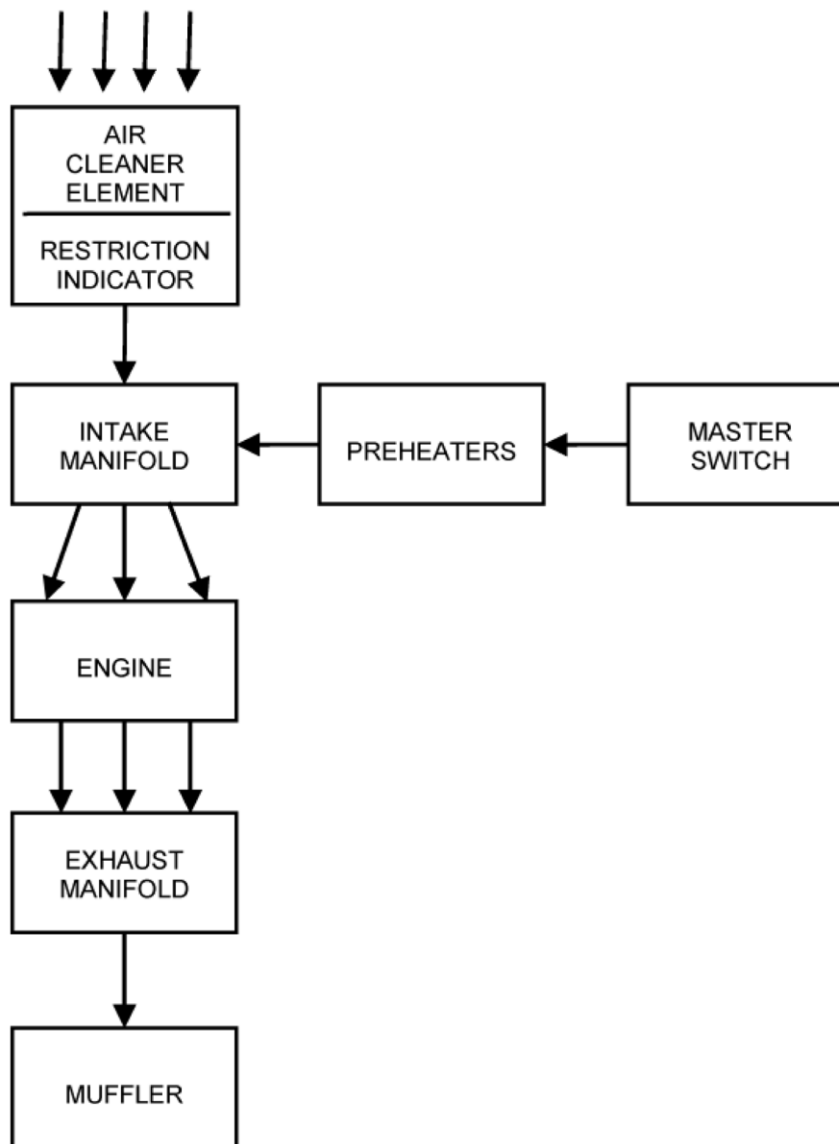 AIR
CLEANER
ELEMENT
RESTRICTION
INDICATOR
INTAKE
MANIFOLD
PREHEATERS
MASTER
SWITCH
ENGINE
EXHAUST
MANIFOLD
MUFFLER